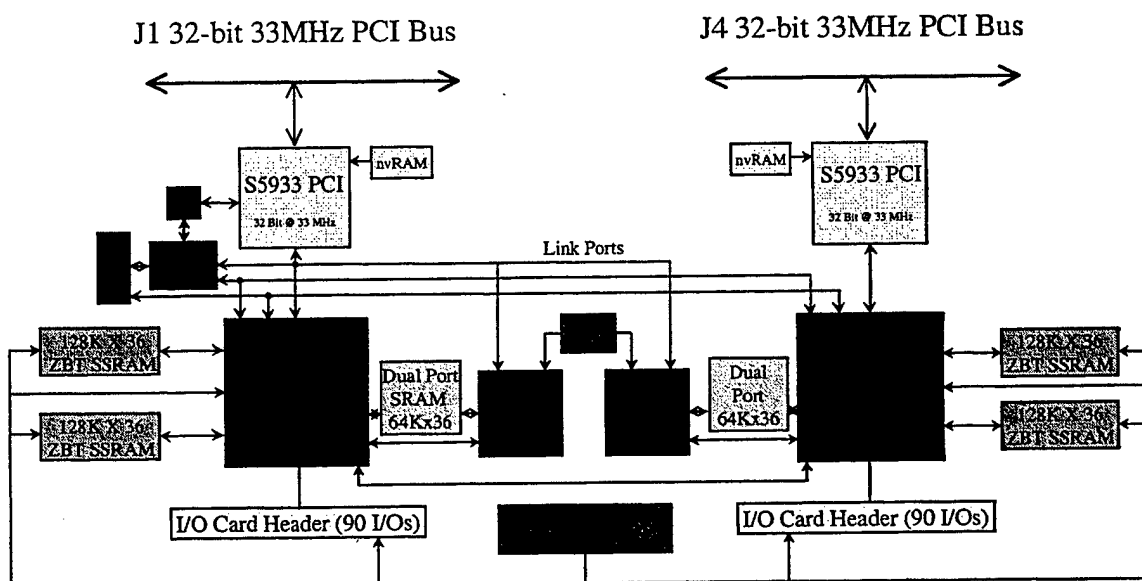 J1 32-bit 33MHz PCI Bus
J4 32-bit 33MHz PCI Bus
nvRAM
S5933 PCI
32 Bit @ 33 MHz
nvRAM
S5933 PCI
32 Bit @ 33 MHz
Link Ports
128K X 36
ZBT SSRAM
128K X 36
ZBT SSRAM
Dual Port
SRAM
64Kx36
Dual
Port
64Kx36
128K X 36
ZBT SSRAM
128K X 36
ZBT SSRAM
I/O Card Header (90 I/Os)
I/O Card Header (90 I/Os)